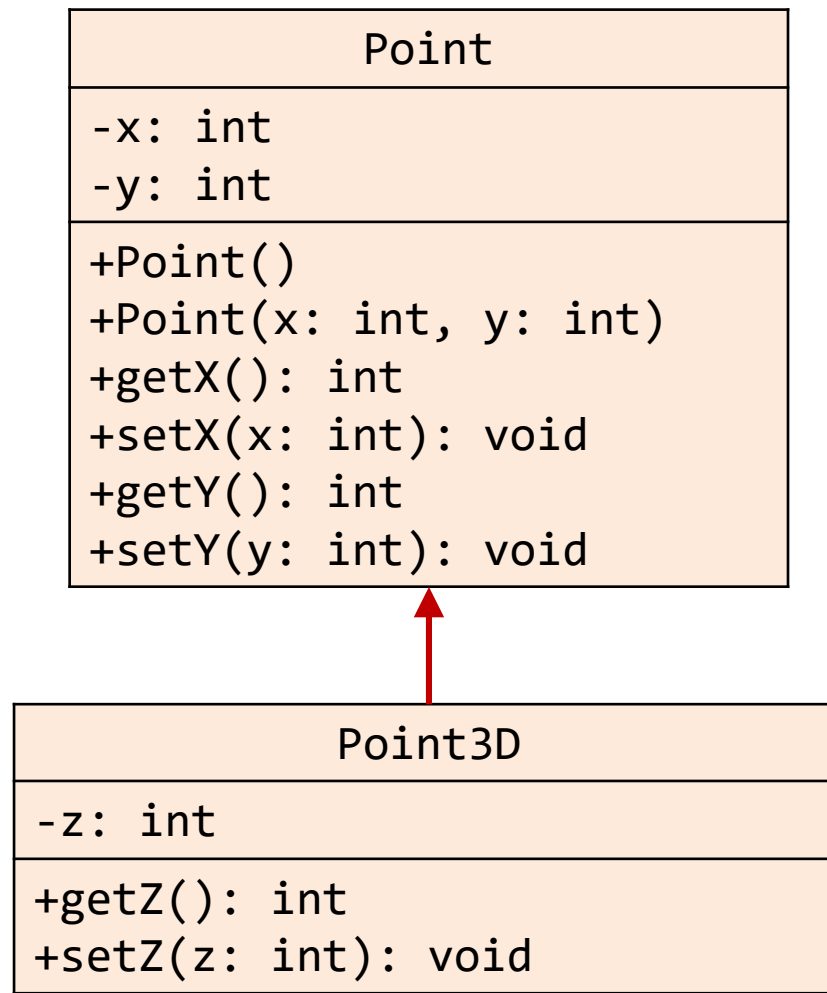 Point
-x: int
-y: int
+Point()
+Point(x: int, y: int)
+getX(): int
+setX(x: int): void
+getY(): int
+setY(y: int): void
Point3D
-z: int
+getZ(): int
+setZ(z: int): void